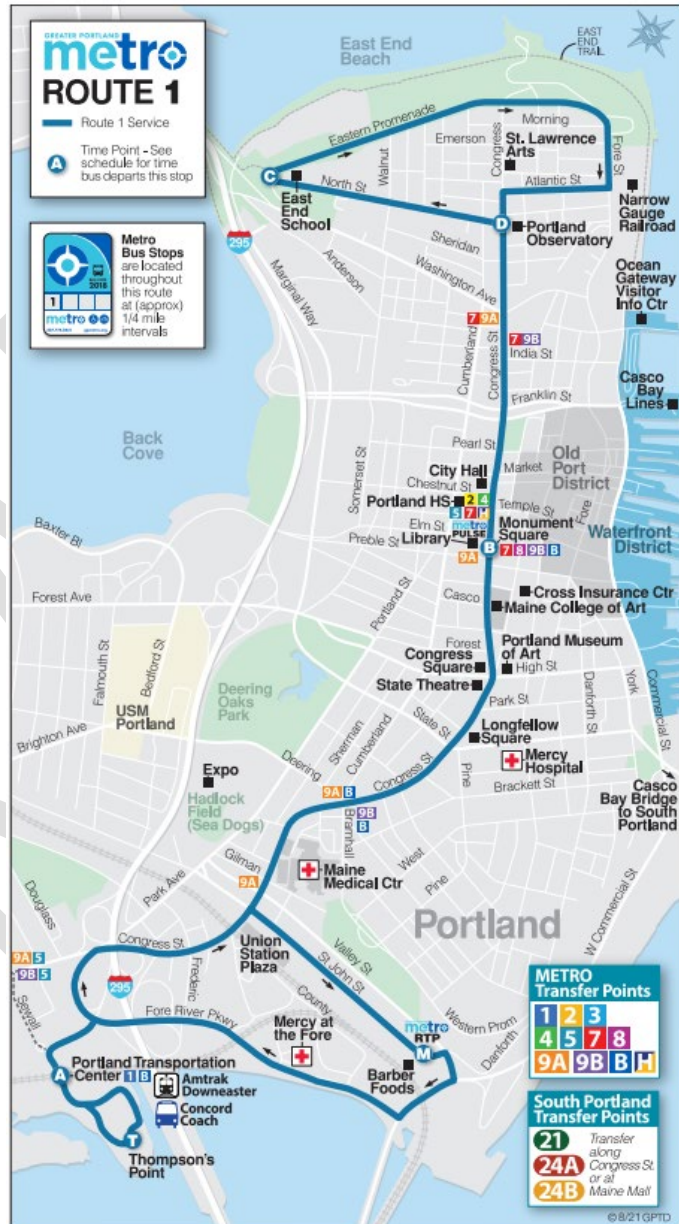 GREATER PORTLAND
metro
ROUTE 1
Route 1 Service
A
Time Point - See
schedule for time
bus departs this stop
Metro
Bus Stops
are located
throughout
this route
at (approx)
1/4 mile
intervals
2018
1
metro
East End
Beach
EAST
END
TRAIL
Eastern Promenade
Morning
Emerson
Congress
St. Lawrence
Arts
Walnut
Fore St
Atlantic St
C
East
End
School
North St
D
Portland
Observatory
Narrow
Gauge
Railroad
295
Sheridan
Anderson
Washington Ave
Marginal Way
Ocean
Gateway
Visitor
Info Ctr
7 9A
7 9B
Cumberland
Congress St
India St
Franklin St
Casco
Bay
Lines
Back
Cove
Pearl St
Old
Port
District
City Hall
Market
Somerset St
Chestnut St
Portland HS
2 4
5 7 H
Temple St
Fore
Elm St
metro
PULSE
Monument
Square
Preble St
Library
9A
B
7 8 9B B
Waterfront
District
Baxter Bl
Forest Ave
Portland St
Casco
Cross Insurance Ctr
Maine College of Art
Falmouth St
Bedford St
Forest
Congress
Square
Portland Museum
of Art
High St
State Theatre
Deering
Oaks
Park
USM
Portland
Park St
Danforth St
York
Commercial St
Brighton Ave
State St
Longfellow
Square
Sherman
Cumberland
Deering
Mercy
Hospital
Expo
Congress St
Pine
Brackett St
Hadlock
Field
(Sea Dogs)
9A B
9B
B
Bramhall
Casco
Bay Bridge
to South
Portland
Gilman
9A
Maine
Medical Ctr
West
Pine
Park Ave
Portland
W Commercial St
Douglass
Congress St
Union
Station
Plaza
Valley St
St John St
9A 5
9B 5
Sewall
295
Frederic
County
Fore River Pkwy
Mercy at
the Fore
metro
RTP
M
Western Prom
Danforth
Barber
Foods
A
Portland Transportation
Center 1 B
Amtrak
Downeaster
Concord
Coach
T
Thompson's
Point
METRO
Transfer Points
1 2 3
4 5 7 8
9A 9B B H
South Portland
Transfer Points
21
24A
24B
Transfer
along
Congress St.
or at
Maine Mall
©8/21 GPTD